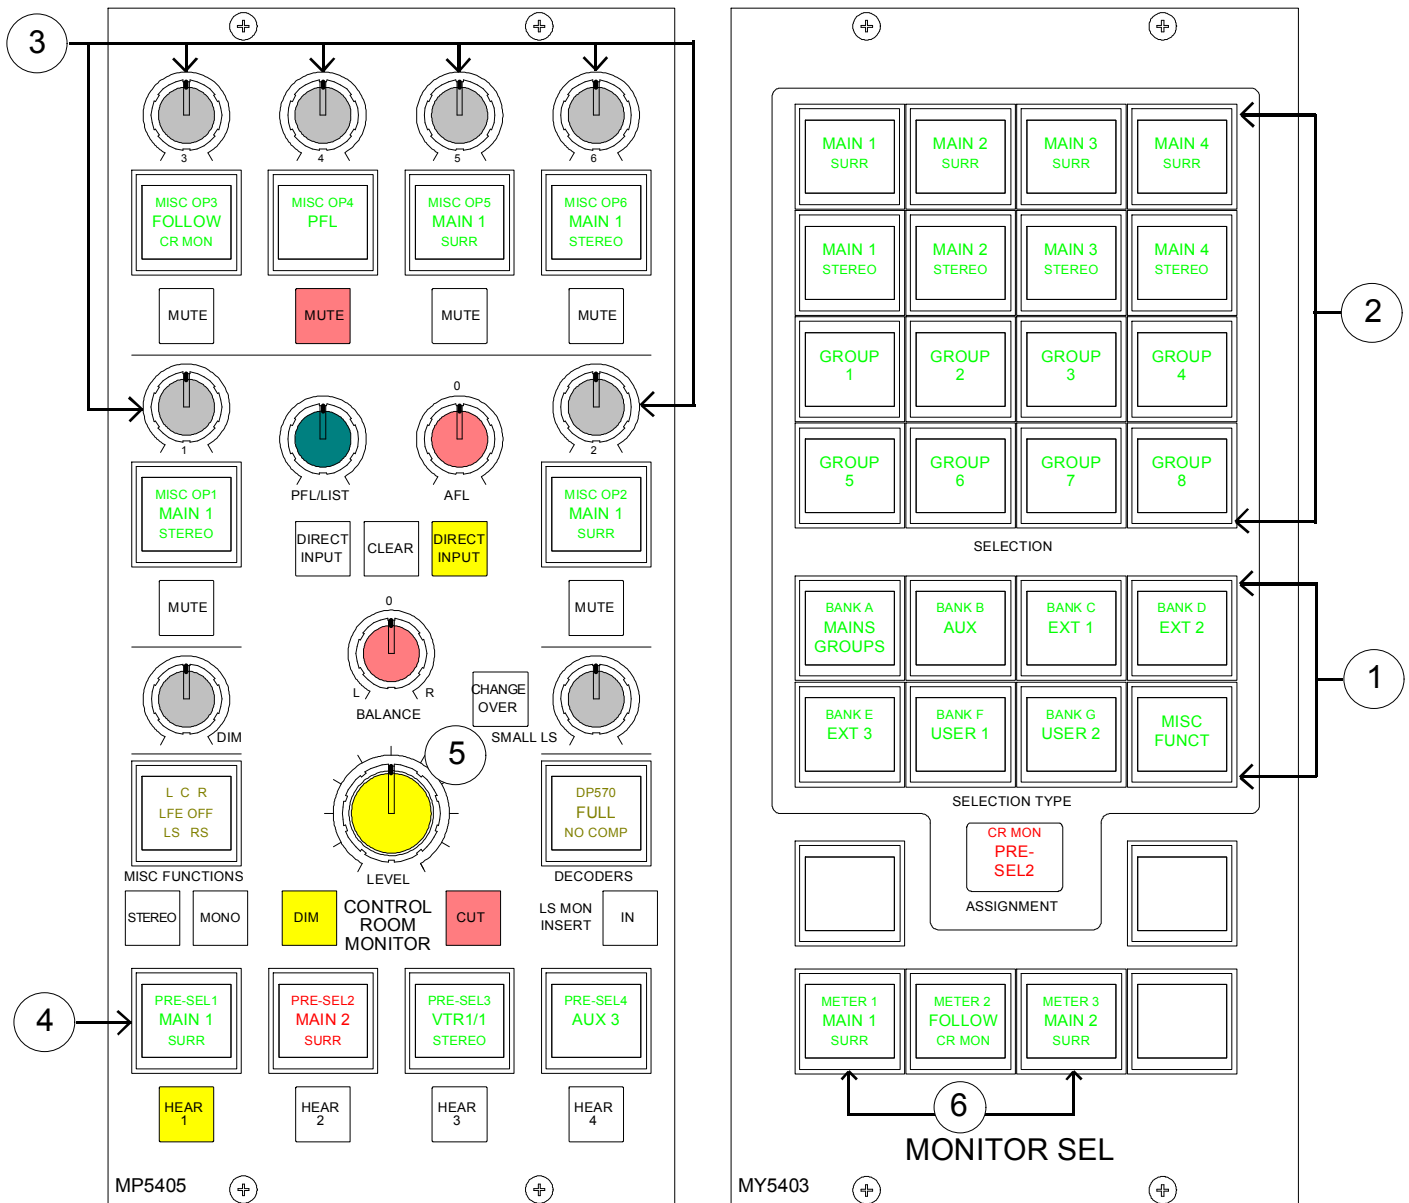 3
3
4
5
6
MISC OP3
FOLLOW
CR MON
MISC OP4
PFL
MISC OP5
MAIN 1
SURR
MISC OP6
MAIN 1
STEREO
MUTE
MUTE
MUTE
MUTE
1
0
2
PFL/LIST
AFL
MISC OP1
MAIN 1
STEREO
MISC OP2
MAIN 1
SURR
DIRECT
INPUT
CLEAR
DIRECT
INPUT
MUTE
MUTE
0
L
R
BALANCE
CHANGE
OVER
DIM
SMALL LS
5
L C R
LFE OFF
LS RS
DP570
FULL
NO COMP
MISC FUNCTIONS
LEVEL
DECODERS
STEREO
MONO
DIM
CONTROL
ROOM
MONITOR
CUT
LS MON
INSERT
IN
4
PRE-SEL1
MAIN 1
SURR
PRE-SEL2
MAIN 2
SURR
PRE-SEL3
VTR1/1
STEREO
PRE-SEL4
AUX 3
HEAR
1
HEAR
2
HEAR
3
HEAR
4
MP5405
MAIN 1
SURR
MAIN 2
SURR
MAIN 3
SURR
MAIN 4
SURR
MAIN 1
STEREO
MAIN 2
STEREO
MAIN 3
STEREO
MAIN 4
STEREO
2
GROUP
1
GROUP
2
GROUP
3
GROUP
4
GROUP
5
GROUP
6
GROUP
7
GROUP
8
SELECTION
BANK A
MAINS
GROUPS
BANK B
AUX
BANK C
EXT 1
BANK D
EXT 2
1
BANK E
EXT 3
BANK F
USER 1
BANK G
USER 2
MISC
FUNCT
SELECTION TYPE
CR MON
PRE-
SEL2
ASSIGNMENT
METER 1
MAIN 1
SURR
METER 2
FOLLOW
CR MON
METER 3
MAIN 2
SURR
6
MONITOR SEL
MY5403